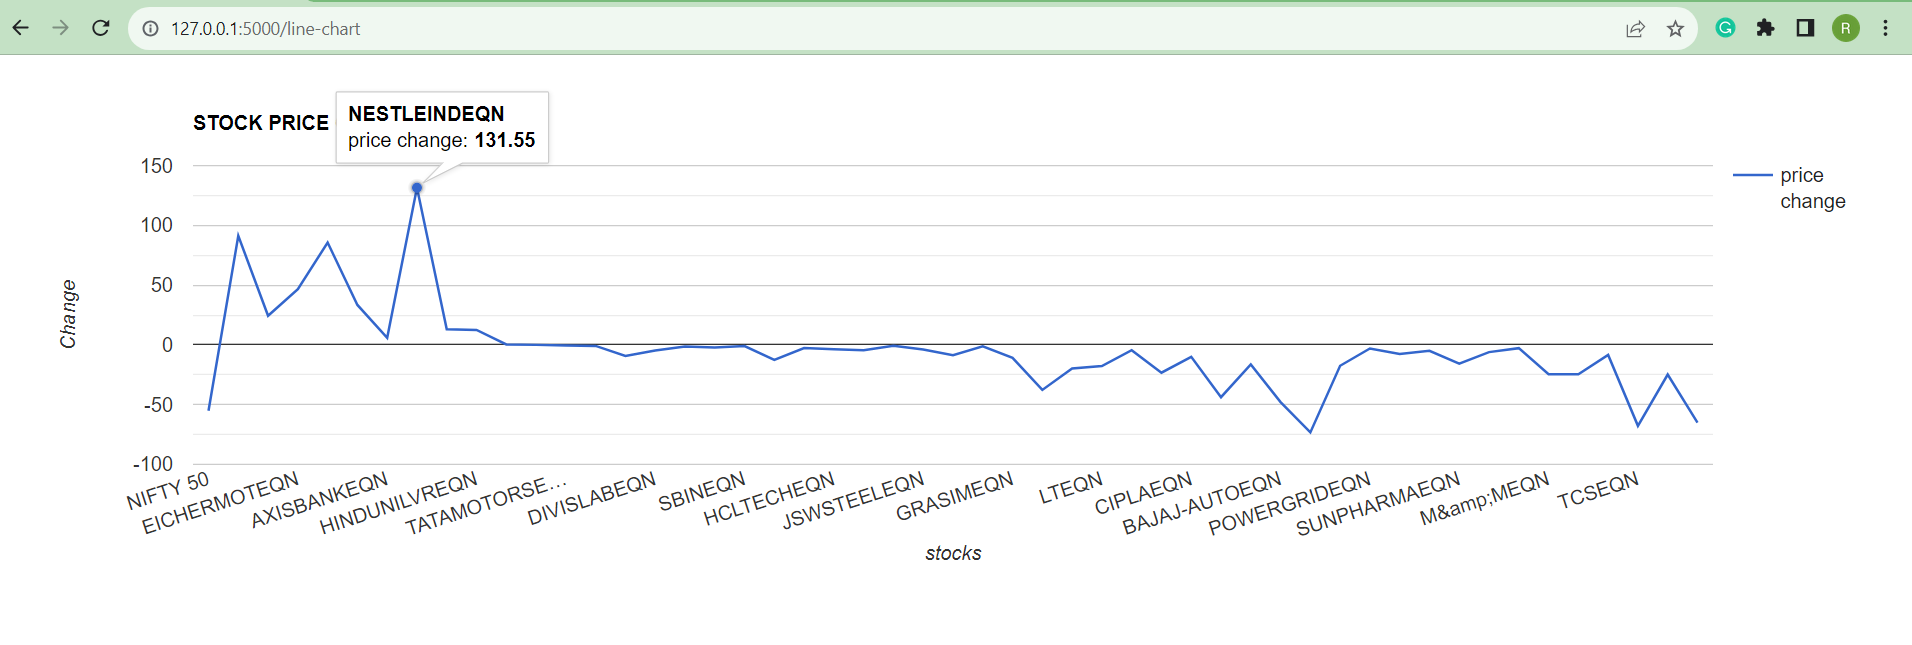 127.0.0.1:5000/line-chart
G
R
STOCK PRICE
NESTLEINDEQN
price change: 131.55
150
100
50
0
-50
-100
Change
price
change
NIFTY 50
EICHERMOTEQN
AXISBANKEQN
HINDUNILVREQN
TATAMOTORSE…
DIVISLABEQN
SBINEQN
HCLTECHEQN
JSWSTEELEQN
GRASIMEQN
LTEQN
CIPLAEQN
BAJAJ-AUTOEQN
POWERGRIDEQN
SUNPHARMAEQN
M&amp;MEQN
TCSEQN
stocks